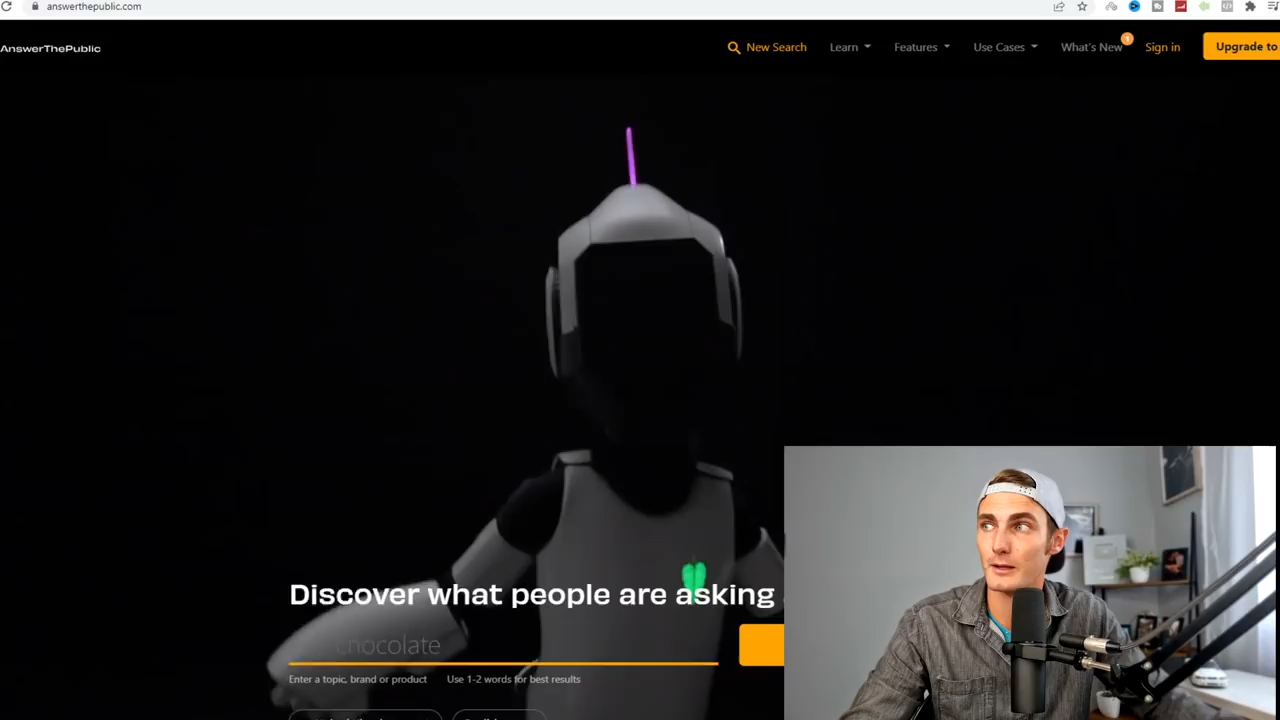 answerthepublic.com
AnswerThePublic
New Search
Learn
Features
Use Cases
What's New
1
Sign in
Upgrade to
Discover what people are asking
chocolate
Enter a topic, brand or product
Use 1-2 words for best results